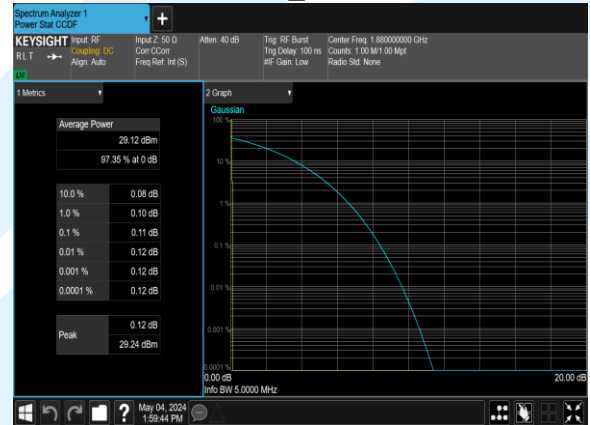 Spectrum Analyzer 1
Power Stat CCDF
+
KEYSIGHT
RLT
LXI
Input: RF
Coupling: DC
Align: Auto
Input Z: 50 Ω
Corr CCorr
Freq Ref: Int (S)
Atten: 40 dB
Trig: RF Burst
Trig Delay: 100 ns
#IF Gain: Low
Center Freq: 1.880000000 GHz
Counts: 1.00 M/1.00 Mpt
Radio Std: None
1 Metrics
Average Power
29.12 dBm
97.35 % at 0 dB
10.0 % 0.08 dB
1.0 % 0.10 dB
0.1 % 0.11 dB
0.01 % 0.12 dB
0.001 % 0.12 dB
0.0001 % 0.12 dB
Peak 0.12 dB
29.24 dBm
2 Graph
Gaussian
100 %
10 %
1 %
0.1 %
0.01 %
0.001 %
0.0001 %
0.00 dB 20.00 dB
Info BW 5.0000 MHz
? May 04, 2024
1:59:44 PM